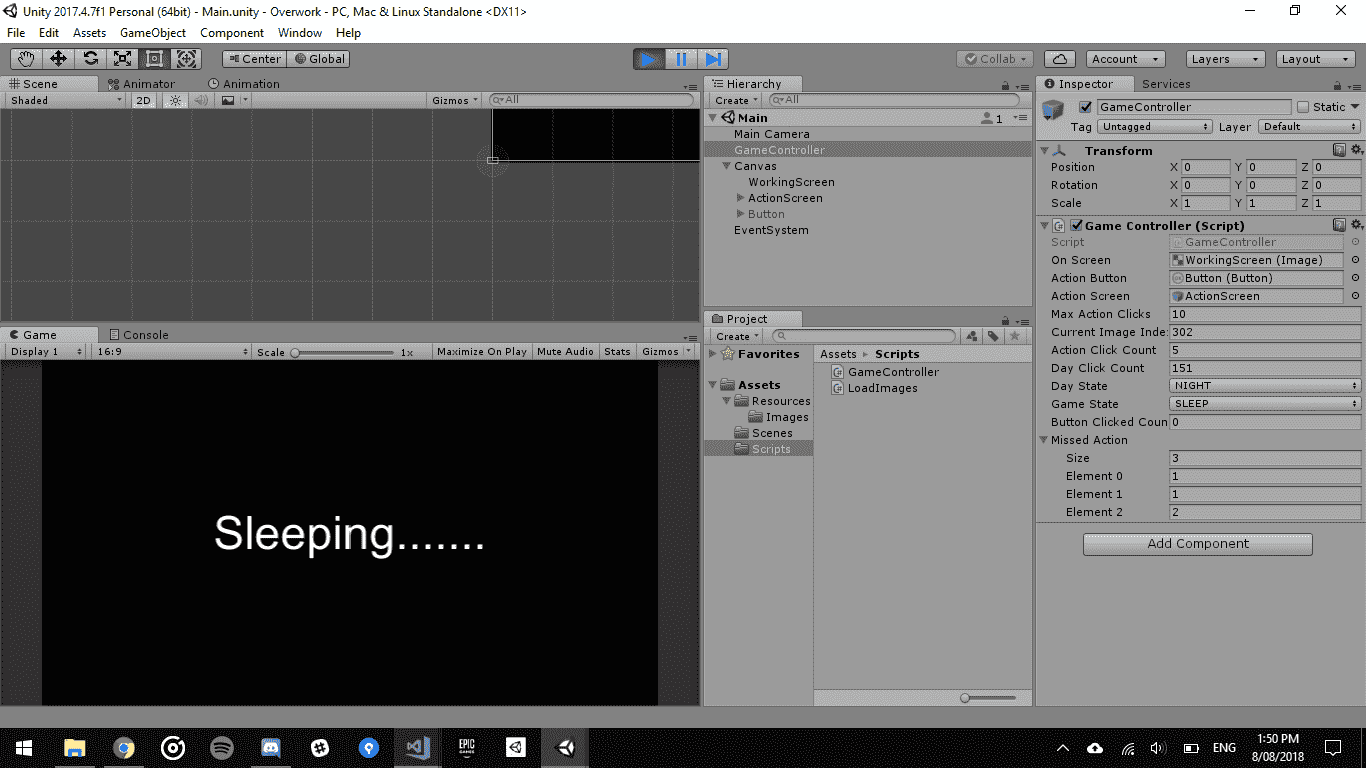 Unity 2017.4.7f1 Personal (64bit) - Main.unity - Overwork - PC, Mac & Linux Standalone <DX11>
File Edit Assets GameObject Component Window Help
Center Global Collab Account Layers Layout
Scene Animator Animation
Shaded 2D Gizmos All
Game Console
Display 1 16:9 Scale 1x Maximize On Play Mute Audio Stats Gizmos
Sleeping.......
Hierarchy
Create All
Main 1
Main Camera
GameController
Canvas
WorkingScreen
ActionScreen
Button
EventSystem
Project
Create
Favorites
Assets
Resources
Images
Scenes
Scripts
Assets Scripts
GameController
LoadImages
Inspector Services
GameController Static
Tag Untagged Layer Default
Transform
Position X 0 Y 0 Z 0
Rotation X 0 Y 0 Z 0
Scale X 1 Y 1 Z 1
Game Controller (Script)
Script GameController
On Screen WorkingScreen (Image)
Action Button Button (Button)
Action Screen ActionScreen
Max Action Clicks 10
Current Image Inde 302
Action Click Count 5
Day Click Count 151
Day State NIGHT
Game State SLEEP
Button Clicked Coun 0
Missed Action
Size 3
Element 0 1
Element 1 1
Element 2 2
Add Component
EPIC GAMES
ENG
1:50 PM
8/08/2018